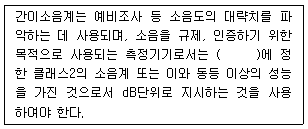 간이소음계는 예비조사 등 소음도의 대략치를 파
악하는 데 사용되며, 소음을 규제, 인증하기 위한
목적으로 사용되는 측정기기로서는 (      )에 정
한 클래스2의 소음계 또는 이와 동등 이상의 성능
을 가진 것으로서 dB단위로 지시하는 것을 사용
하여야 한다.